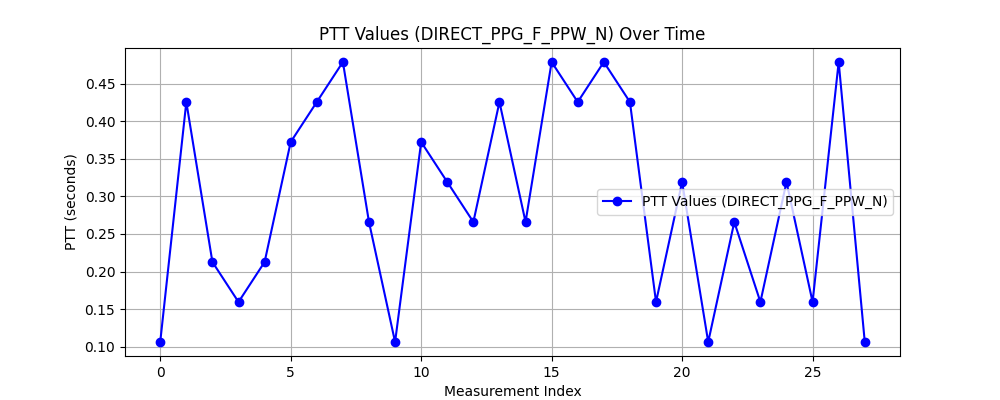 PTT Values (DIRECT_PPG_F_PPW_N) Over Time
PTT (seconds)
0.45
0.40
0.35
0.30
0.25
0.20
0.15
0.10
PTT Values (DIRECT_PPG_F_PPW_N)
0 5 10 15 20 25
Measurement Index